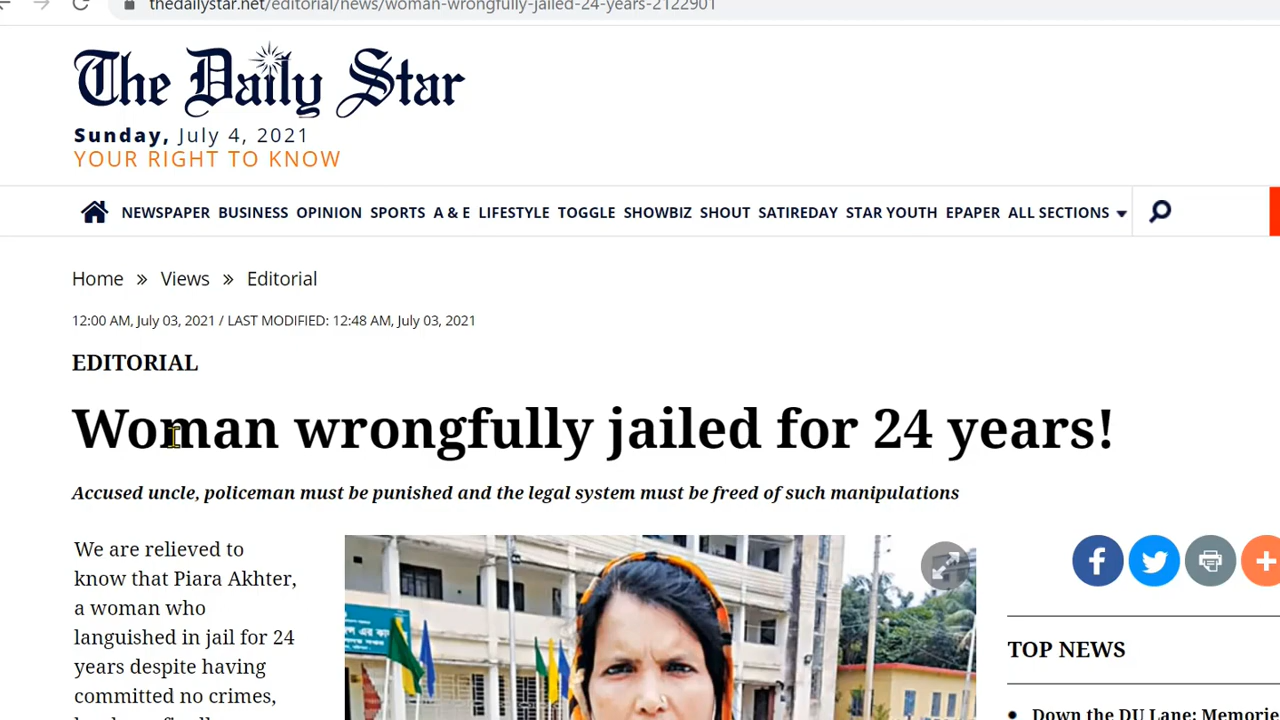 thedailystar.net/editorial/news/woman-wrongfully-jailed-24-years-2122901
The Daily Star
Sunday, July 4, 2021
YOUR RIGHT TO KNOW
NEWSPAPER BUSINESS OPINION SPORTS A & E LIFESTYLE TOGGLE SHOWBIZ SHOUT SATIREDAY STAR YOUTH EPAPER ALL SECTIONS
Home » Views » Editorial
12:00 AM, July 03, 2021 / LAST MODIFIED: 12:48 AM, July 03, 2021
EDITORIAL
Woman wrongfully jailed for 24 years!
Accused uncle, policeman must be punished and the legal system must be freed of such manipulations
We are relieved to
know that Piara Akhter,
a woman who
languished in jail for 24
years despite having
committed no crimes,
TOP NEWS
Down the DU Lane: Memorie